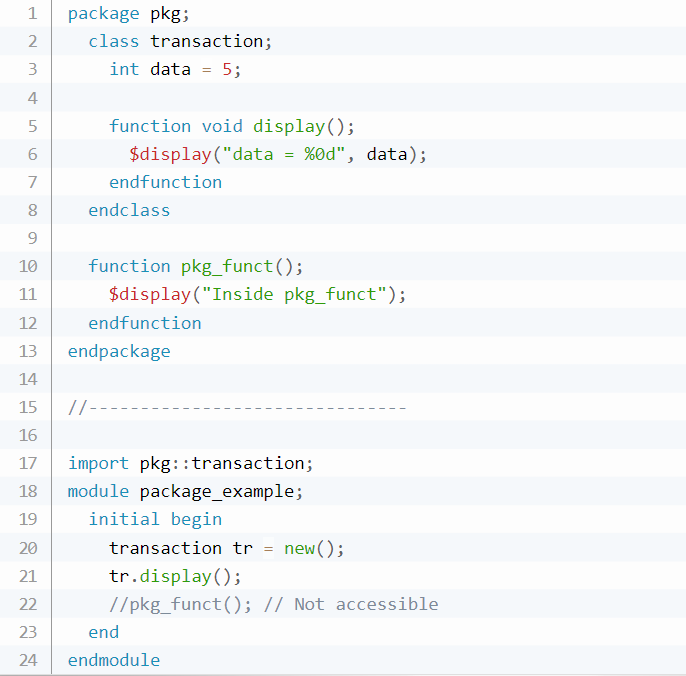 1 package pkg;
2   class transaction;
3     int data = 5;
4
5     function void display();
6       $display("data = %0d", data);
7     endfunction
8   endclass
9
10   function pkg_funct();
11     $display("Inside pkg_funct");
12   endfunction
13 endpackage
14
15 //-------------------------------
16
17 import pkg::transaction;
18 module package_example;
19   initial begin
20     transaction tr = new();
21     tr.display();
22     //pkg_funct(); // Not accessible
23   end
24 endmodule